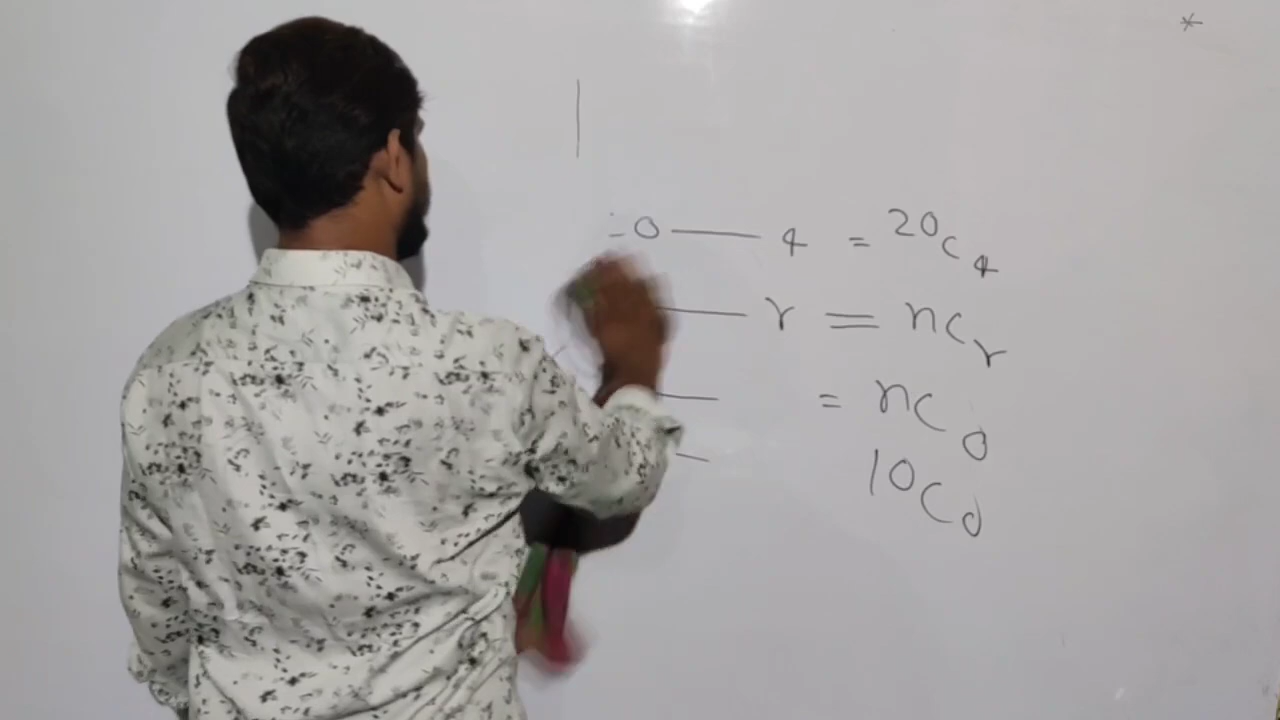 *
0 — 4 = 20C4
— r = nCr
— = nC0
— 10C0